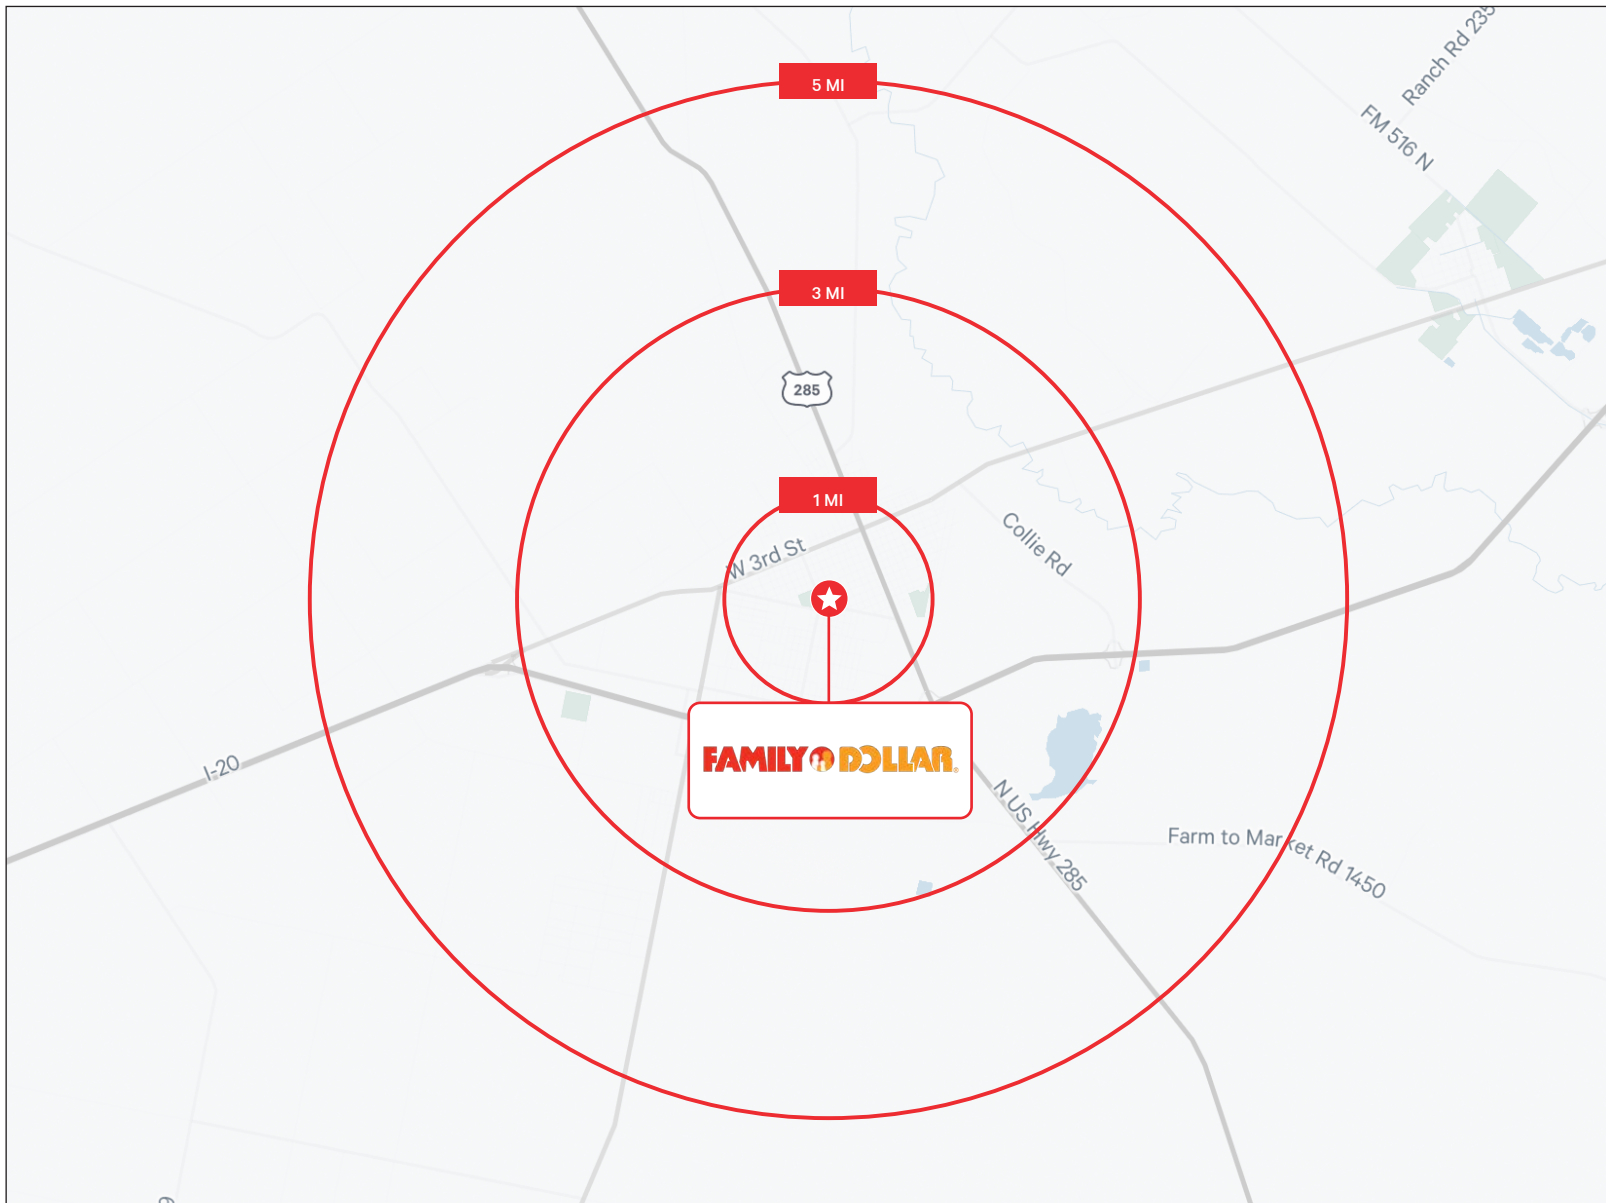 Ranch Rd 235
5 MI
FM 516 N
3 MI
285
1 MI
W 3rd St
Collie Rd
FAMILY DOLLAR®
I-20
N US Hwy 285
Farm to Market Rd 1450